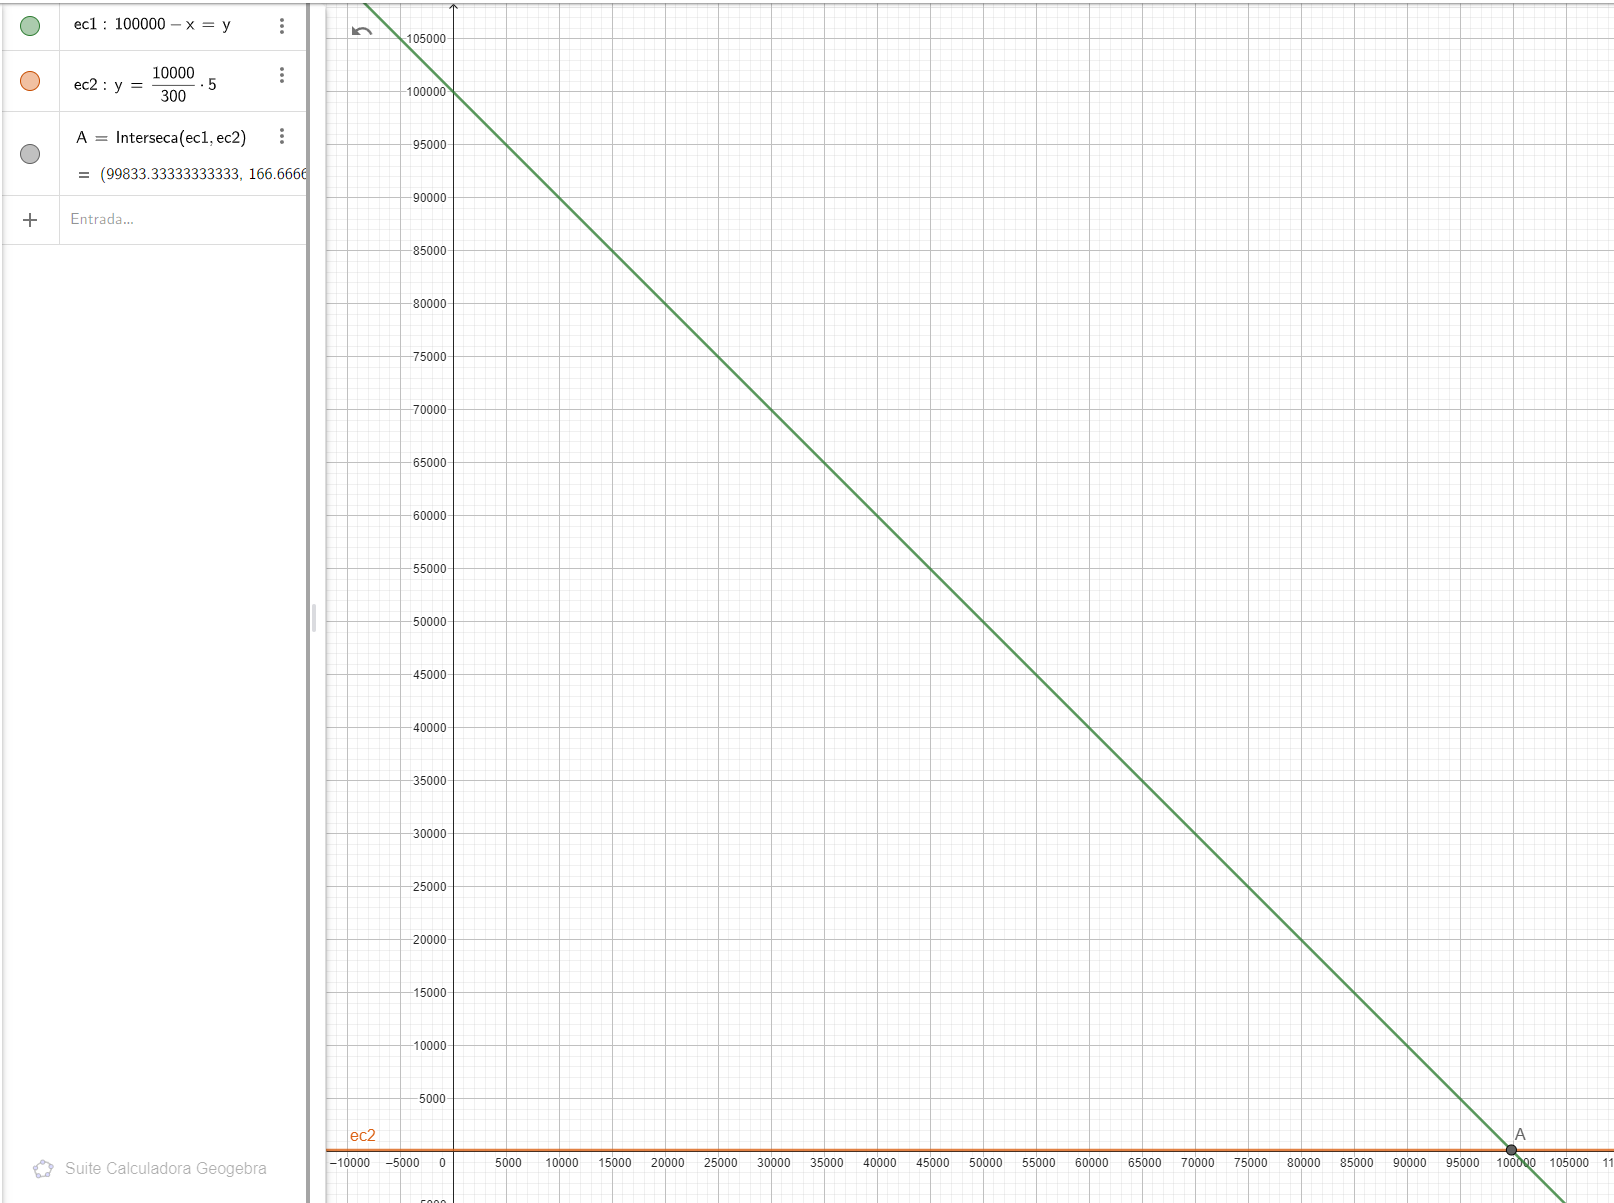 ec1 : 100000 − x = y
ec2 : y = 10000/300 · 5
A = Interseca(ec1, ec2)
= (99833.33333333333, 166.6666
Entrada...
Suite Calculadora Geogebra
105000
100000
95000
90000
85000
80000
75000
70000
65000
60000
55000
50000
45000
40000
35000
30000
25000
20000
15000
10000
5000
ec2
A
−10000 −5000 0 5000 10000 15000 20000 25000 30000 35000 40000 45000 50000 55000 60000 65000 70000 75000 80000 85000 90000 95000 100000 105000 11